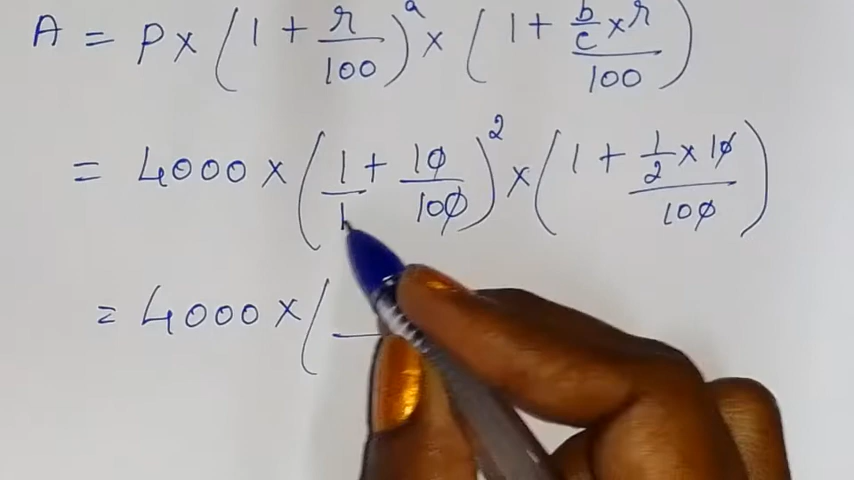 A = P × (1 + r/100)^a × (1 + (b/c × r)/100)
= 4000 × (1/1 + 10/100)^2 × (1 + (1/2 × 10)/100)
= 4000 × (